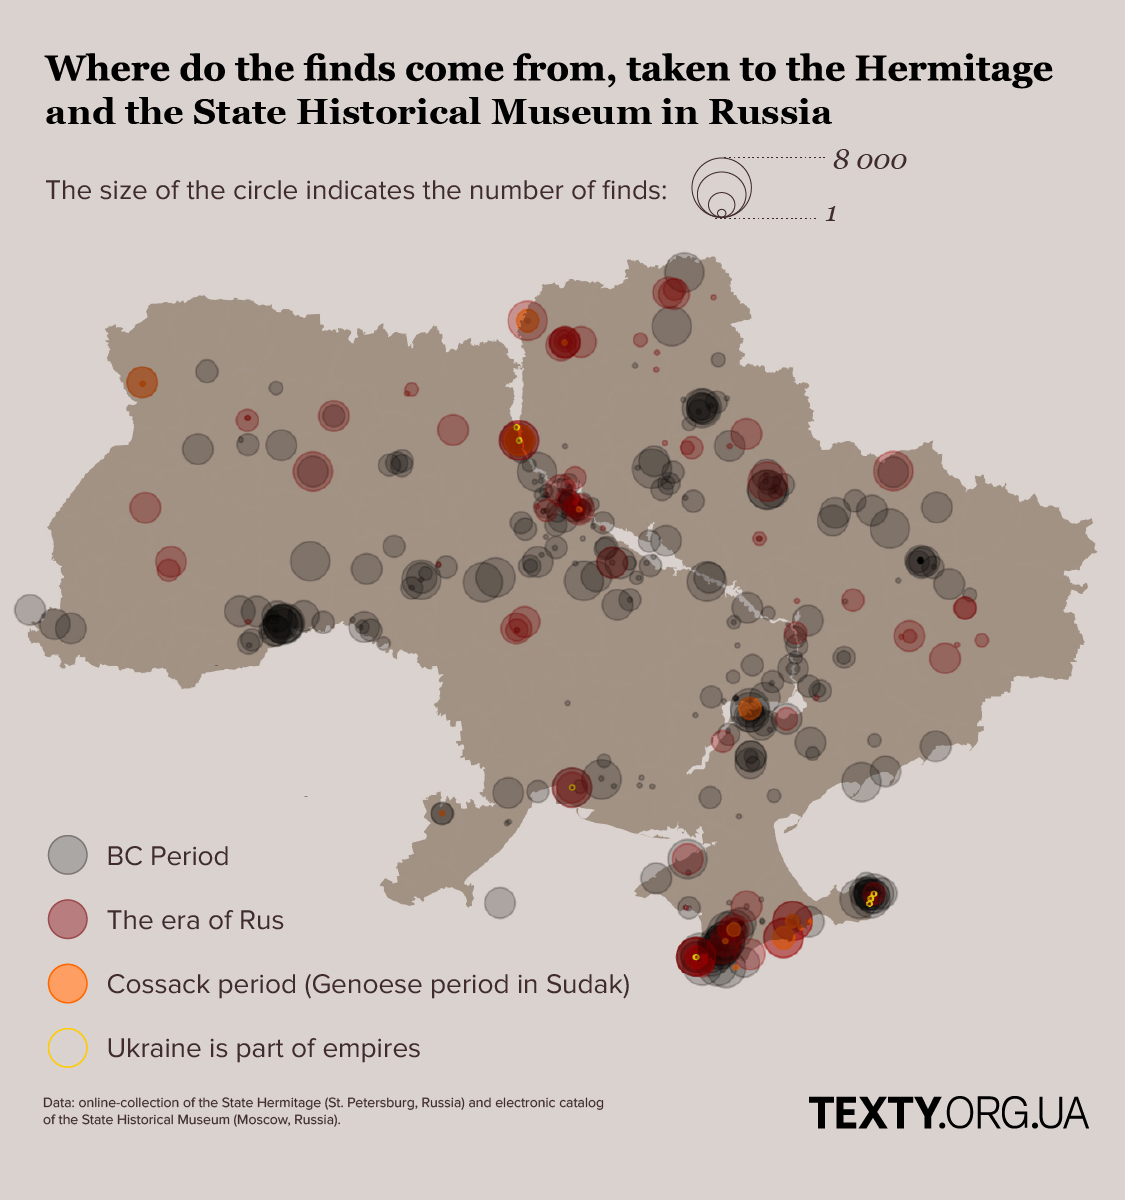 Where do the finds come from, taken to the Hermitage
and the State Historical Museum in Russia
The size of the circle indicates the number of finds:
8 000
1
BC Period
The era of Rus
Cossack period (Genoese period in Sudak)
Ukraine is part of empires
Data: online-collection of the State Hermitage (St. Petersburg, Russia) and electronic catalog
of the State Historical Museum (Moscow, Russia).
TEXTY.ORG.UA